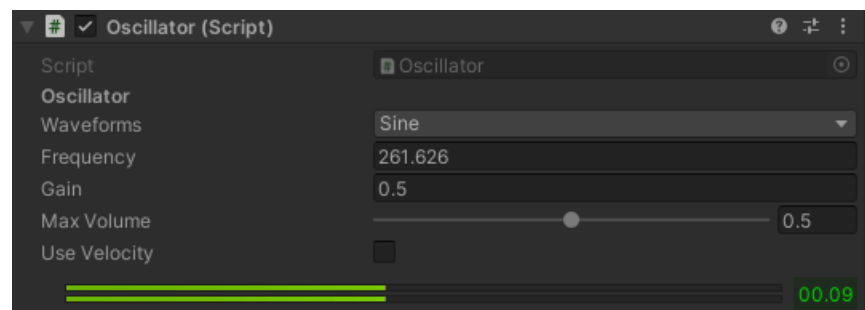 Oscillator (Script)
Script Oscillator
Oscillator
Waveforms Sine
Frequency 261.626
Gain 0.5
Max Volume 0.5
Use Velocity
00.09